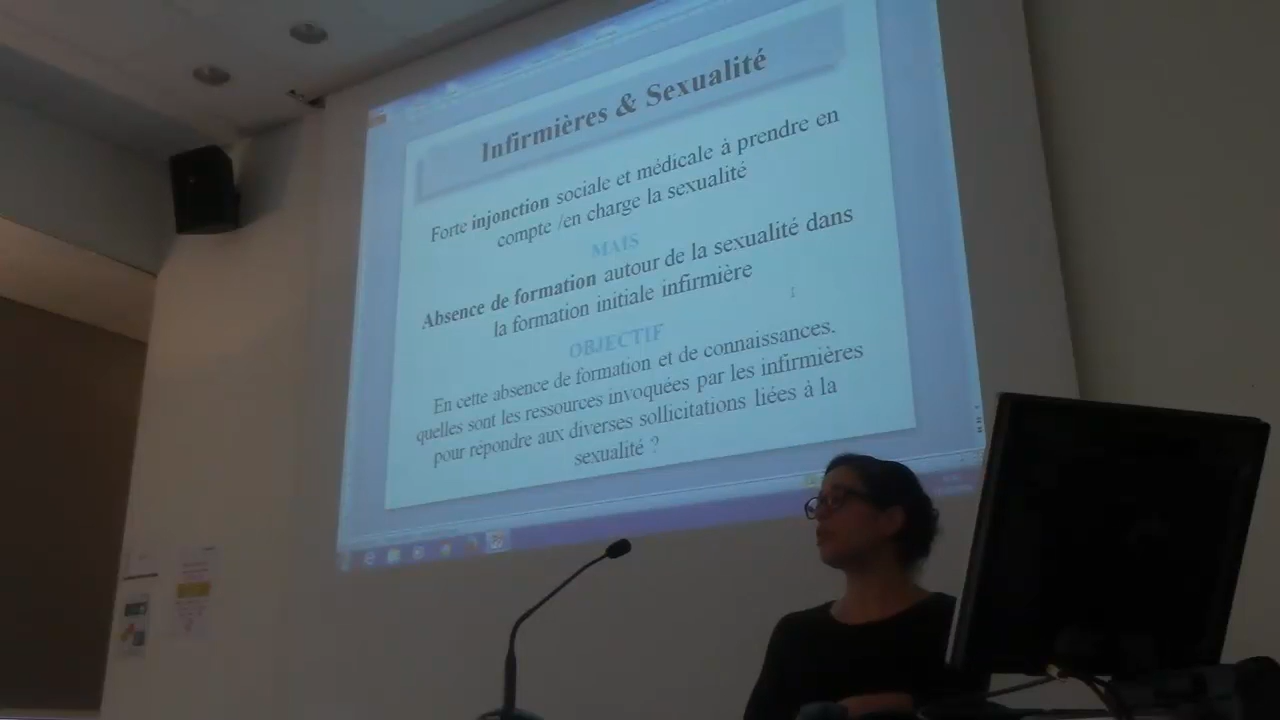 Infirmières & Sexualité
Forte injonction sociale et médicale à prendre en
compte /en charge la sexualité
MAIS
Absence de formation autour de la sexualité dans
la formation initiale infirmière
OBJECTIF
En cette absence de formation et de connaissances.
quelles sont les ressources invoquées par les infirmières
pour répondre aux diverses sollicitations liées à la
sexualité ?